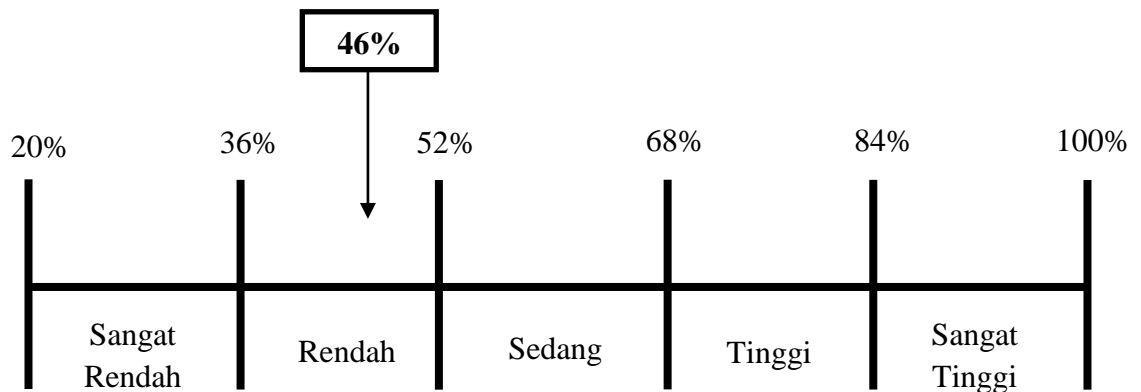 46%
20% 36% 52% 68% 84% 100%
Sangat Rendah
Rendah
Sedang
Tinggi
Sangat Tinggi